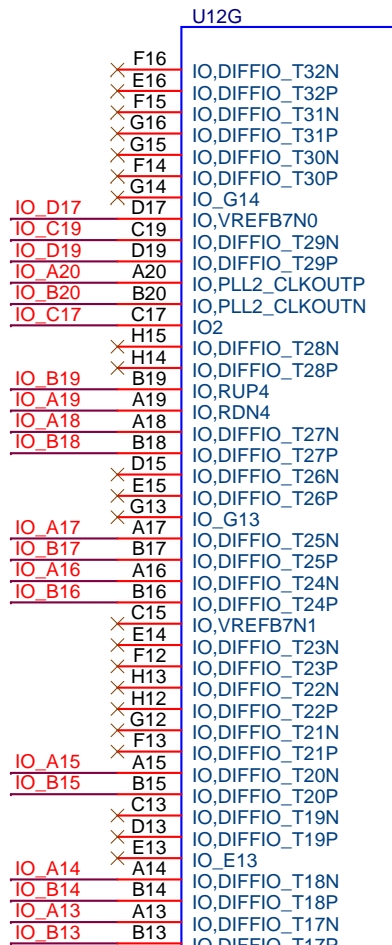 U12G
F16 IO,DIFFIO_T32N
E16 IO,DIFFIO_T32P
F15 IO,DIFFIO_T31N
G16 IO,DIFFIO_T31P
G15 IO,DIFFIO_T30N
F14 IO,DIFFIO_T30P
G14 IO_G14
IO_D17 D17 IO,VREFB7N0
IO_C19 C19 IO,DIFFIO_T29N
IO_D19 D19 IO,DIFFIO_T29P
IO_A20 A20 IO,PLL2_CLKOUTP
IO_B20 B20 IO,PLL2_CLKOUTN
IO_C17 C17 IO2
H15 IO,DIFFIO_T28N
H14 IO,DIFFIO_T28P
IO_B19 B19 IO,RUP4
IO_A19 A19 IO,RDN4
IO_A18 A18 IO,DIFFIO_T27N
IO_B18 B18 IO,DIFFIO_T27P
D15 IO,DIFFIO_T26N
E15 IO,DIFFIO_T26P
G13 IO_G13
IO_A17 A17 IO,DIFFIO_T25N
IO_B17 B17 IO,DIFFIO_T25P
IO_A16 A16 IO,DIFFIO_T24N
IO_B16 B16 IO,DIFFIO_T24P
C15 IO,VREFB7N1
E14 IO,DIFFIO_T23N
F12 IO,DIFFIO_T23P
H13 IO,DIFFIO_T22N
H12 IO,DIFFIO_T22P
G12 IO,DIFFIO_T21N
F13 IO,DIFFIO_T21P
IO_A15 A15 IO,DIFFIO_T20N
IO_B15 B15 IO,DIFFIO_T20P
C13 IO,DIFFIO_T19N
D13 IO,DIFFIO_T19P
E13 IO_E13
IO_A14 A14 IO,DIFFIO_T18N
IO_B14 B14 IO,DIFFIO_T18P
IO_A13 A13 IO,DIFFIO_T17N
IO_B13 B13 IO,DIFFIO_T17P